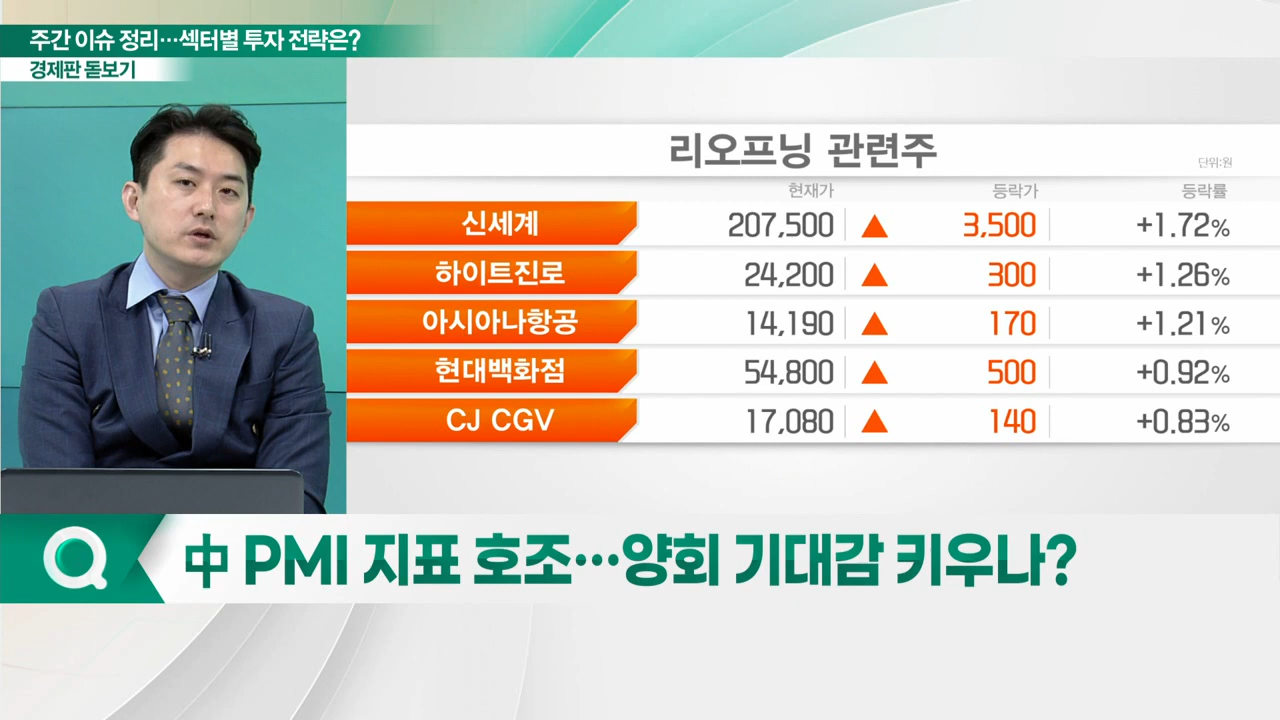 주간 이슈 정리…섹터별 투자 전략은?
경제판 돋보기
리오프닝 관련주
단위:원
현재가 등락가 등락률
신세계 207,500 ▲ 3,500 +1.72%
하이트진로 24,200 ▲ 300 +1.26%
아시아나항공 14,190 ▲ 170 +1.21%
현대백화점 54,800 ▲ 500 +0.92%
CJ CGV 17,080 ▲ 140 +0.83%
Q 中 PMI 지표 호조…양회 기대감 키우나?